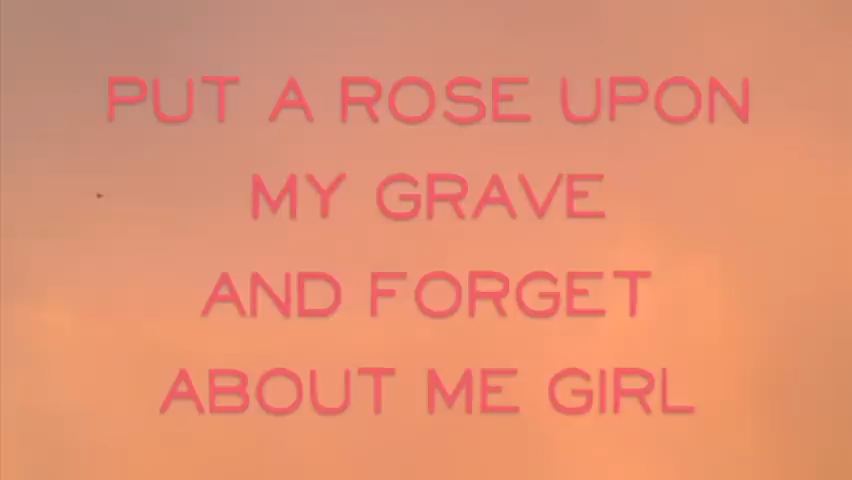 PUT A ROSE UPON
MY GRAVE
AND FORGET
ABOUT ME GIRL